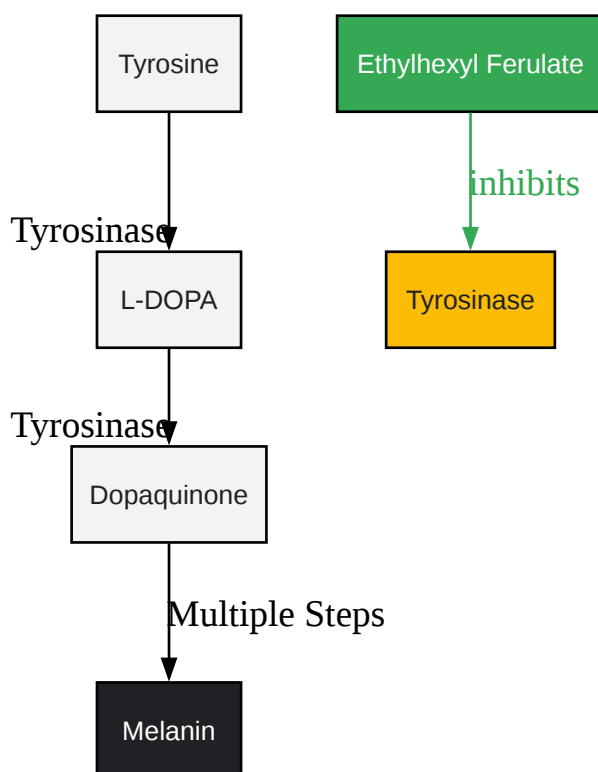 Tyrosine
Ethylhexyl Ferulate
inhibits
Tyrosinase
L-DOPA
Tyrosinase
Tyrosinase
Dopaquinone
Multiple Steps
Melanin